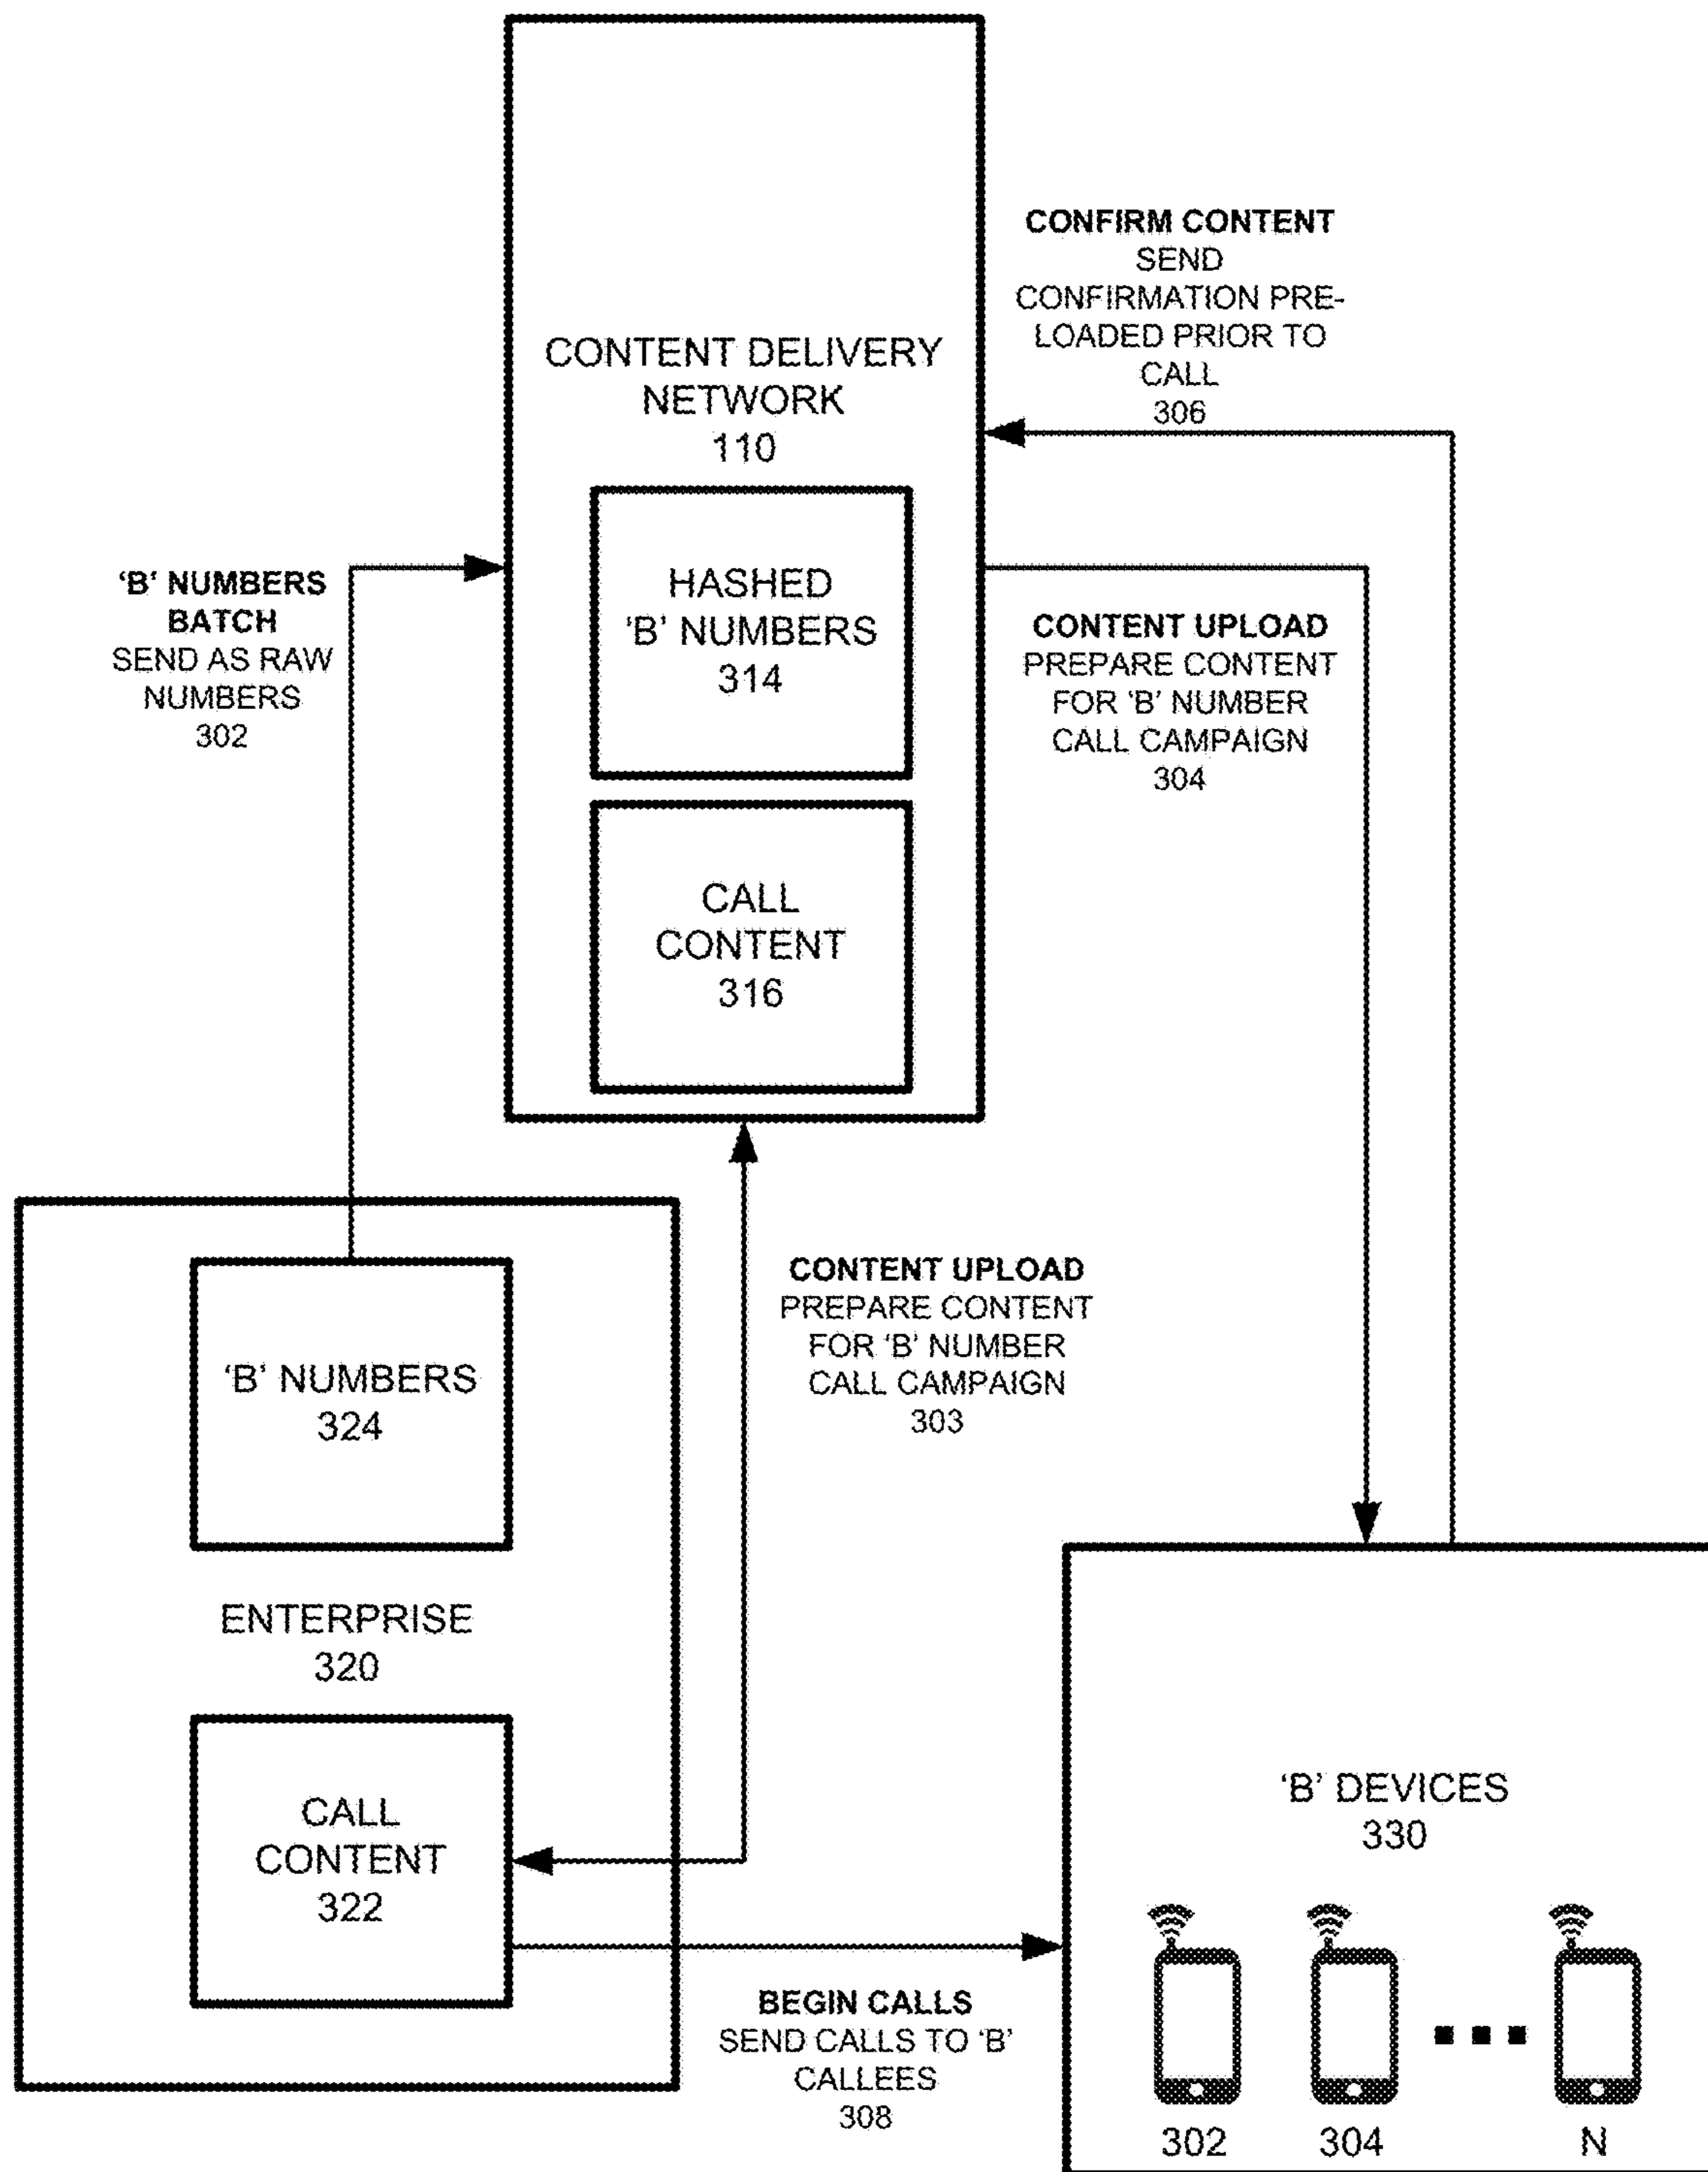 CONFIRM CONTENT
SEND
CONFIRMATION PRE-
LOADED PRIOR TO
CALL
306
CONTENT DELIVERY
NETWORK
110
HASHED
'B' NUMBERS
314
'B' NUMBERS
BATCH
SEND AS RAW
NUMBERS
302
CONTENT UPLOAD
PREPARE CONTENT
FOR 'B' NUMBER
CALL CAMPAIGN
304
CALL
CONTENT
316
CONTENT UPLOAD
PREPARE CONTENT
FOR 'B' NUMBER
CALL CAMPAIGN
303
'B' NUMBERS
324
ENTERPRISE
320
CALL
CONTENT
322
'B' DEVICES
330
BEGIN CALLS
SEND CALLS TO 'B'
CALLEES
308
302
304
N